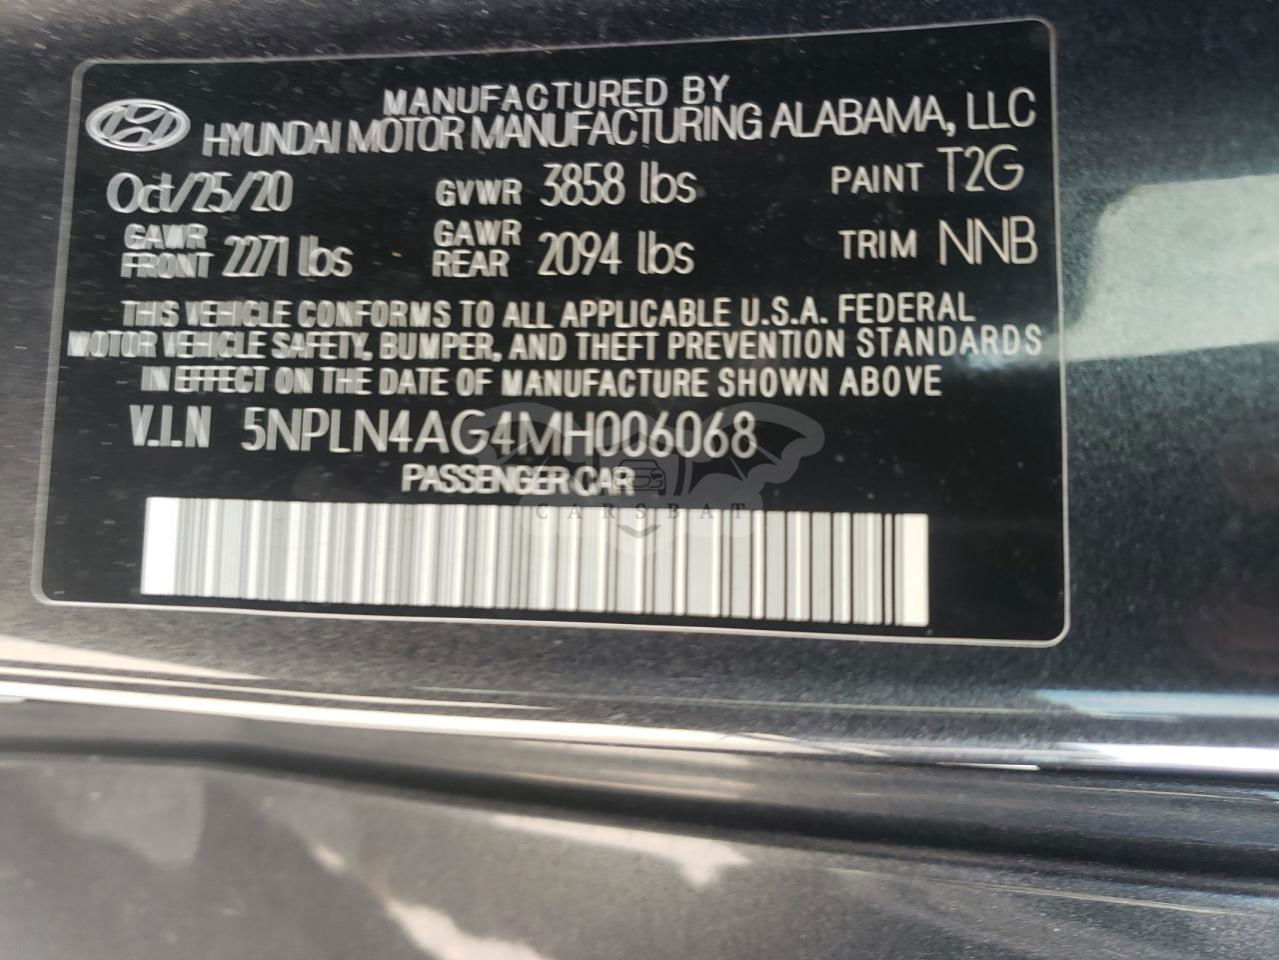 MANUFACTURED BY
HYUNDAI MOTOR MANUFACTURING ALABAMA, LLC
Oct/25/20 GVWR 3858 lbs PAINT T2G
GAWR FRONT 2271 lbs GAWR REAR 2094 lbs TRIM NNB
THIS VEHICLE CONFORMS TO ALL APPLICABLE U.S.A. FEDERAL
MOTOR VEHICLE SAFETY, BUMPER, AND THEFT PREVENTION STANDARDS
IN EFFECT ON THE DATE OF MANUFACTURE SHOWN ABOVE
V.I.N 5NPLN4AG4MH006068
PASSENGER CAR
CARSBAT